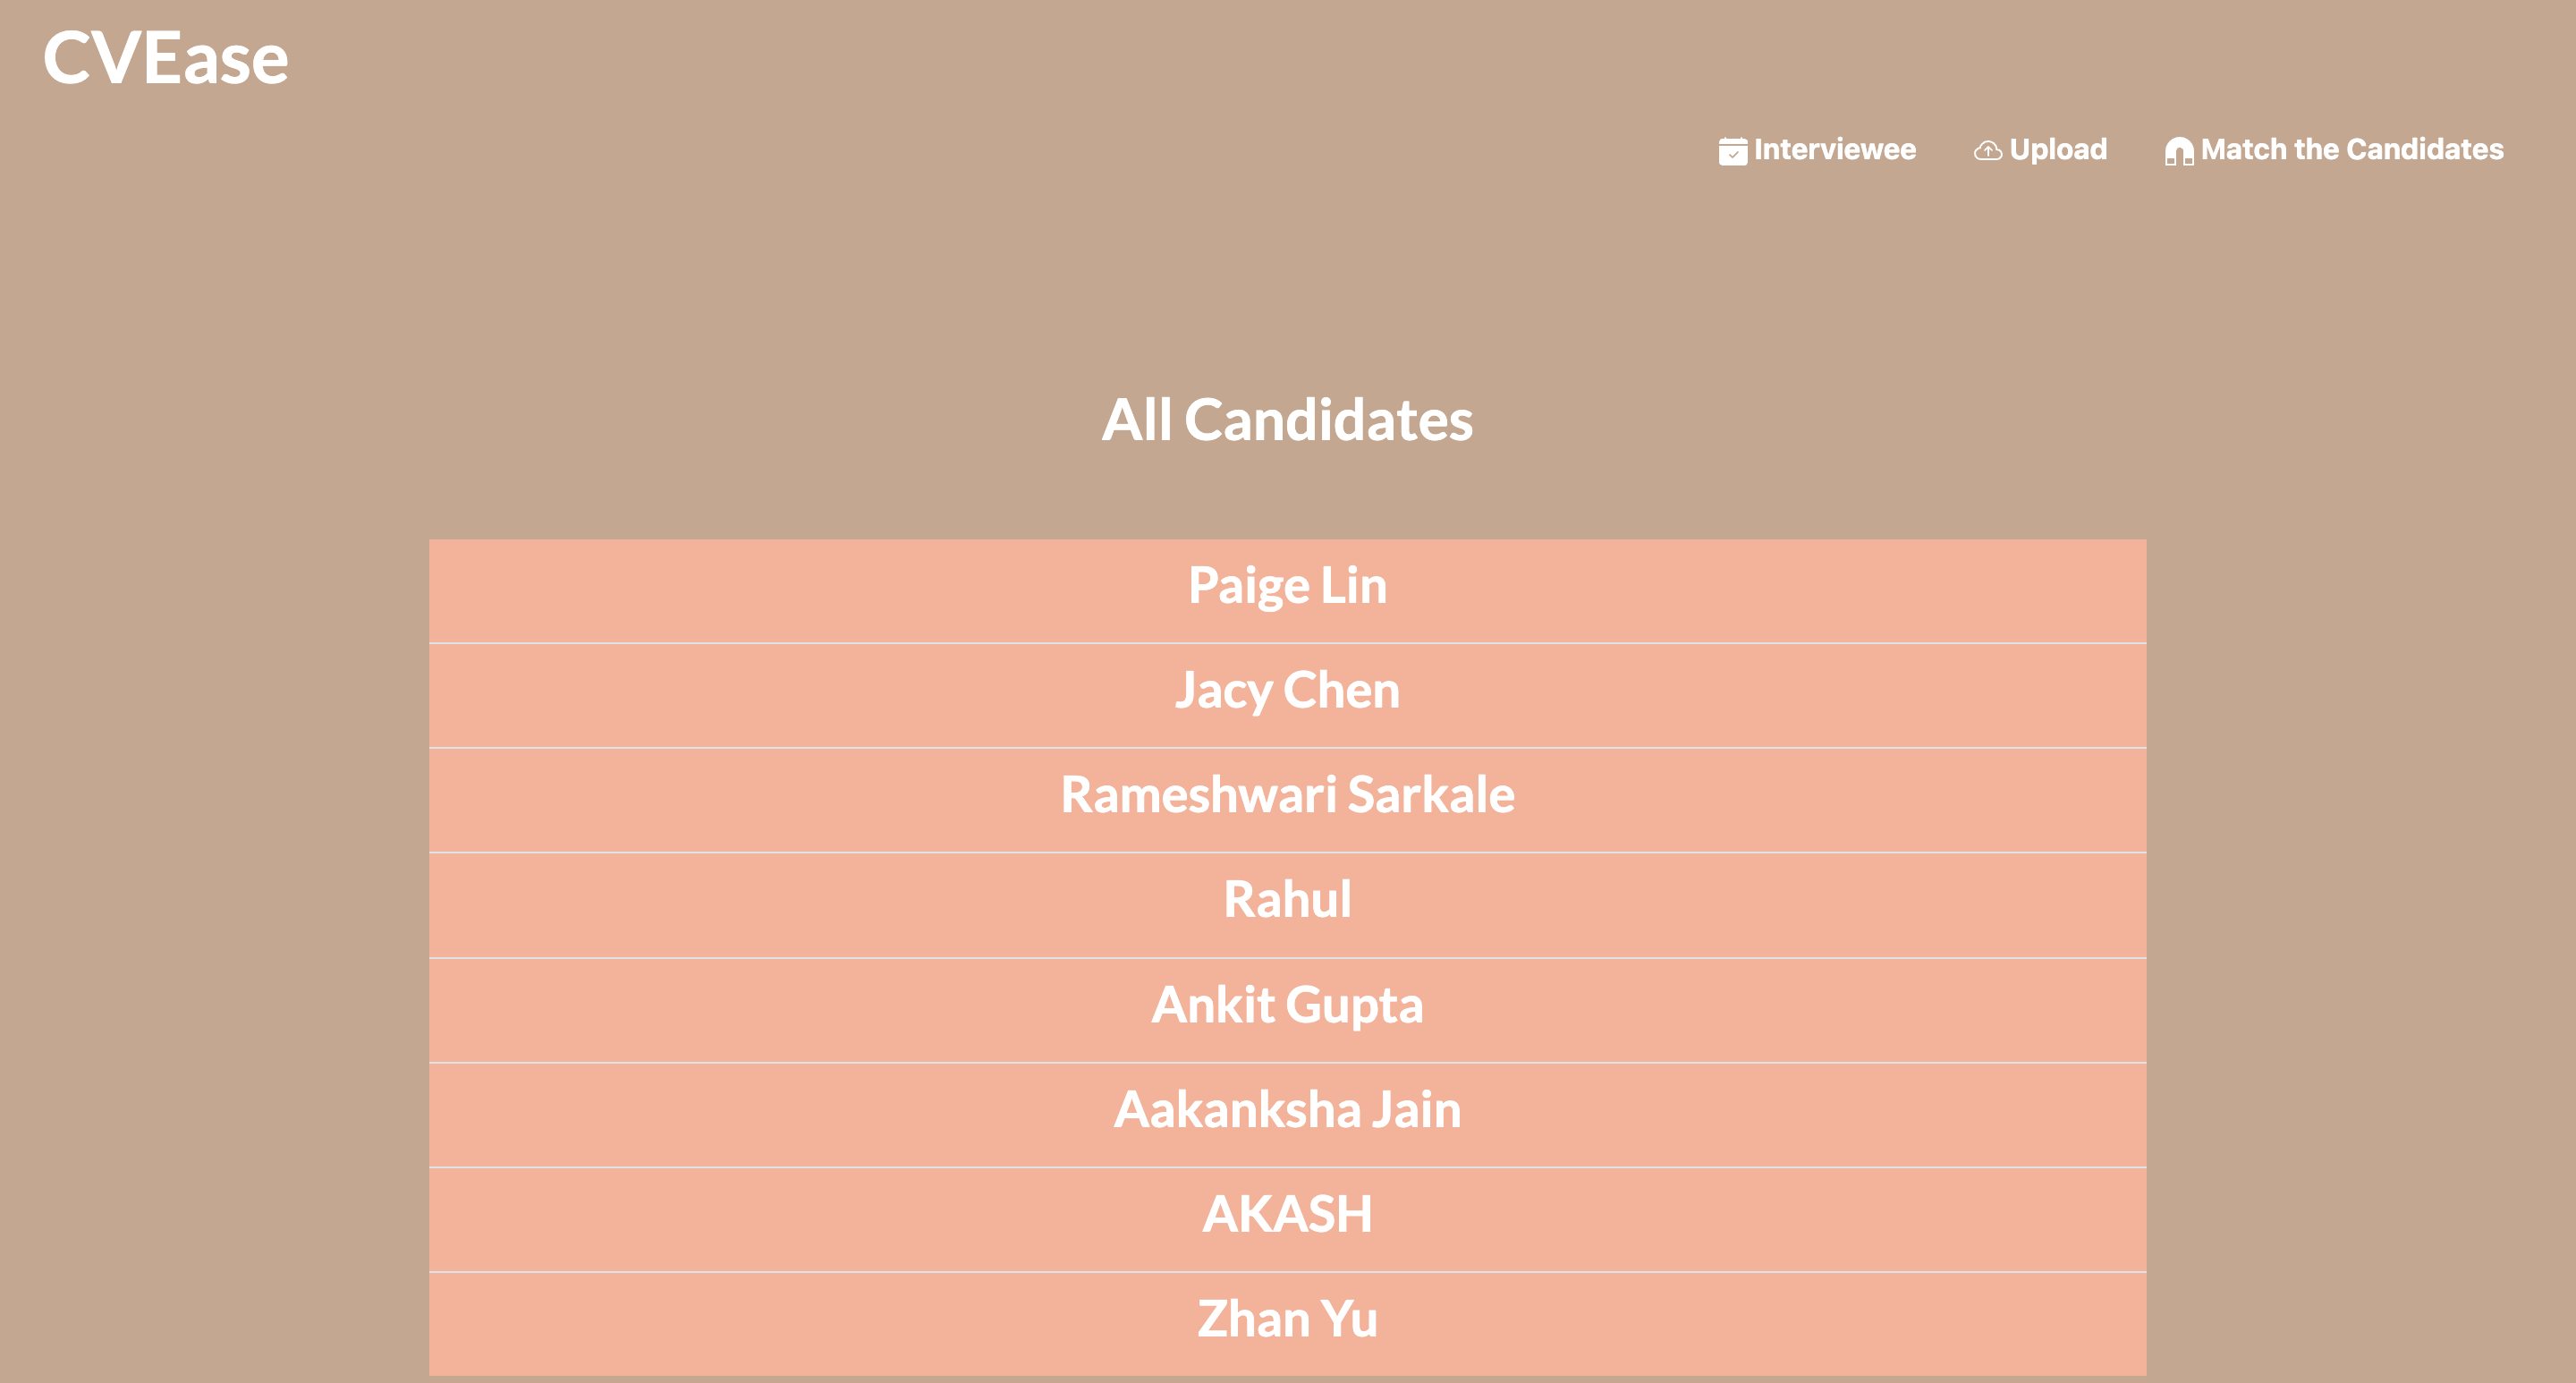 CVEase
Interviewee Upload Match the Candidates
All Candidates
Paige Lin
Jacy Chen
Rameshwari Sarkale
Rahul
Ankit Gupta
Aakanksha Jain
AKASH
Zhan Yu